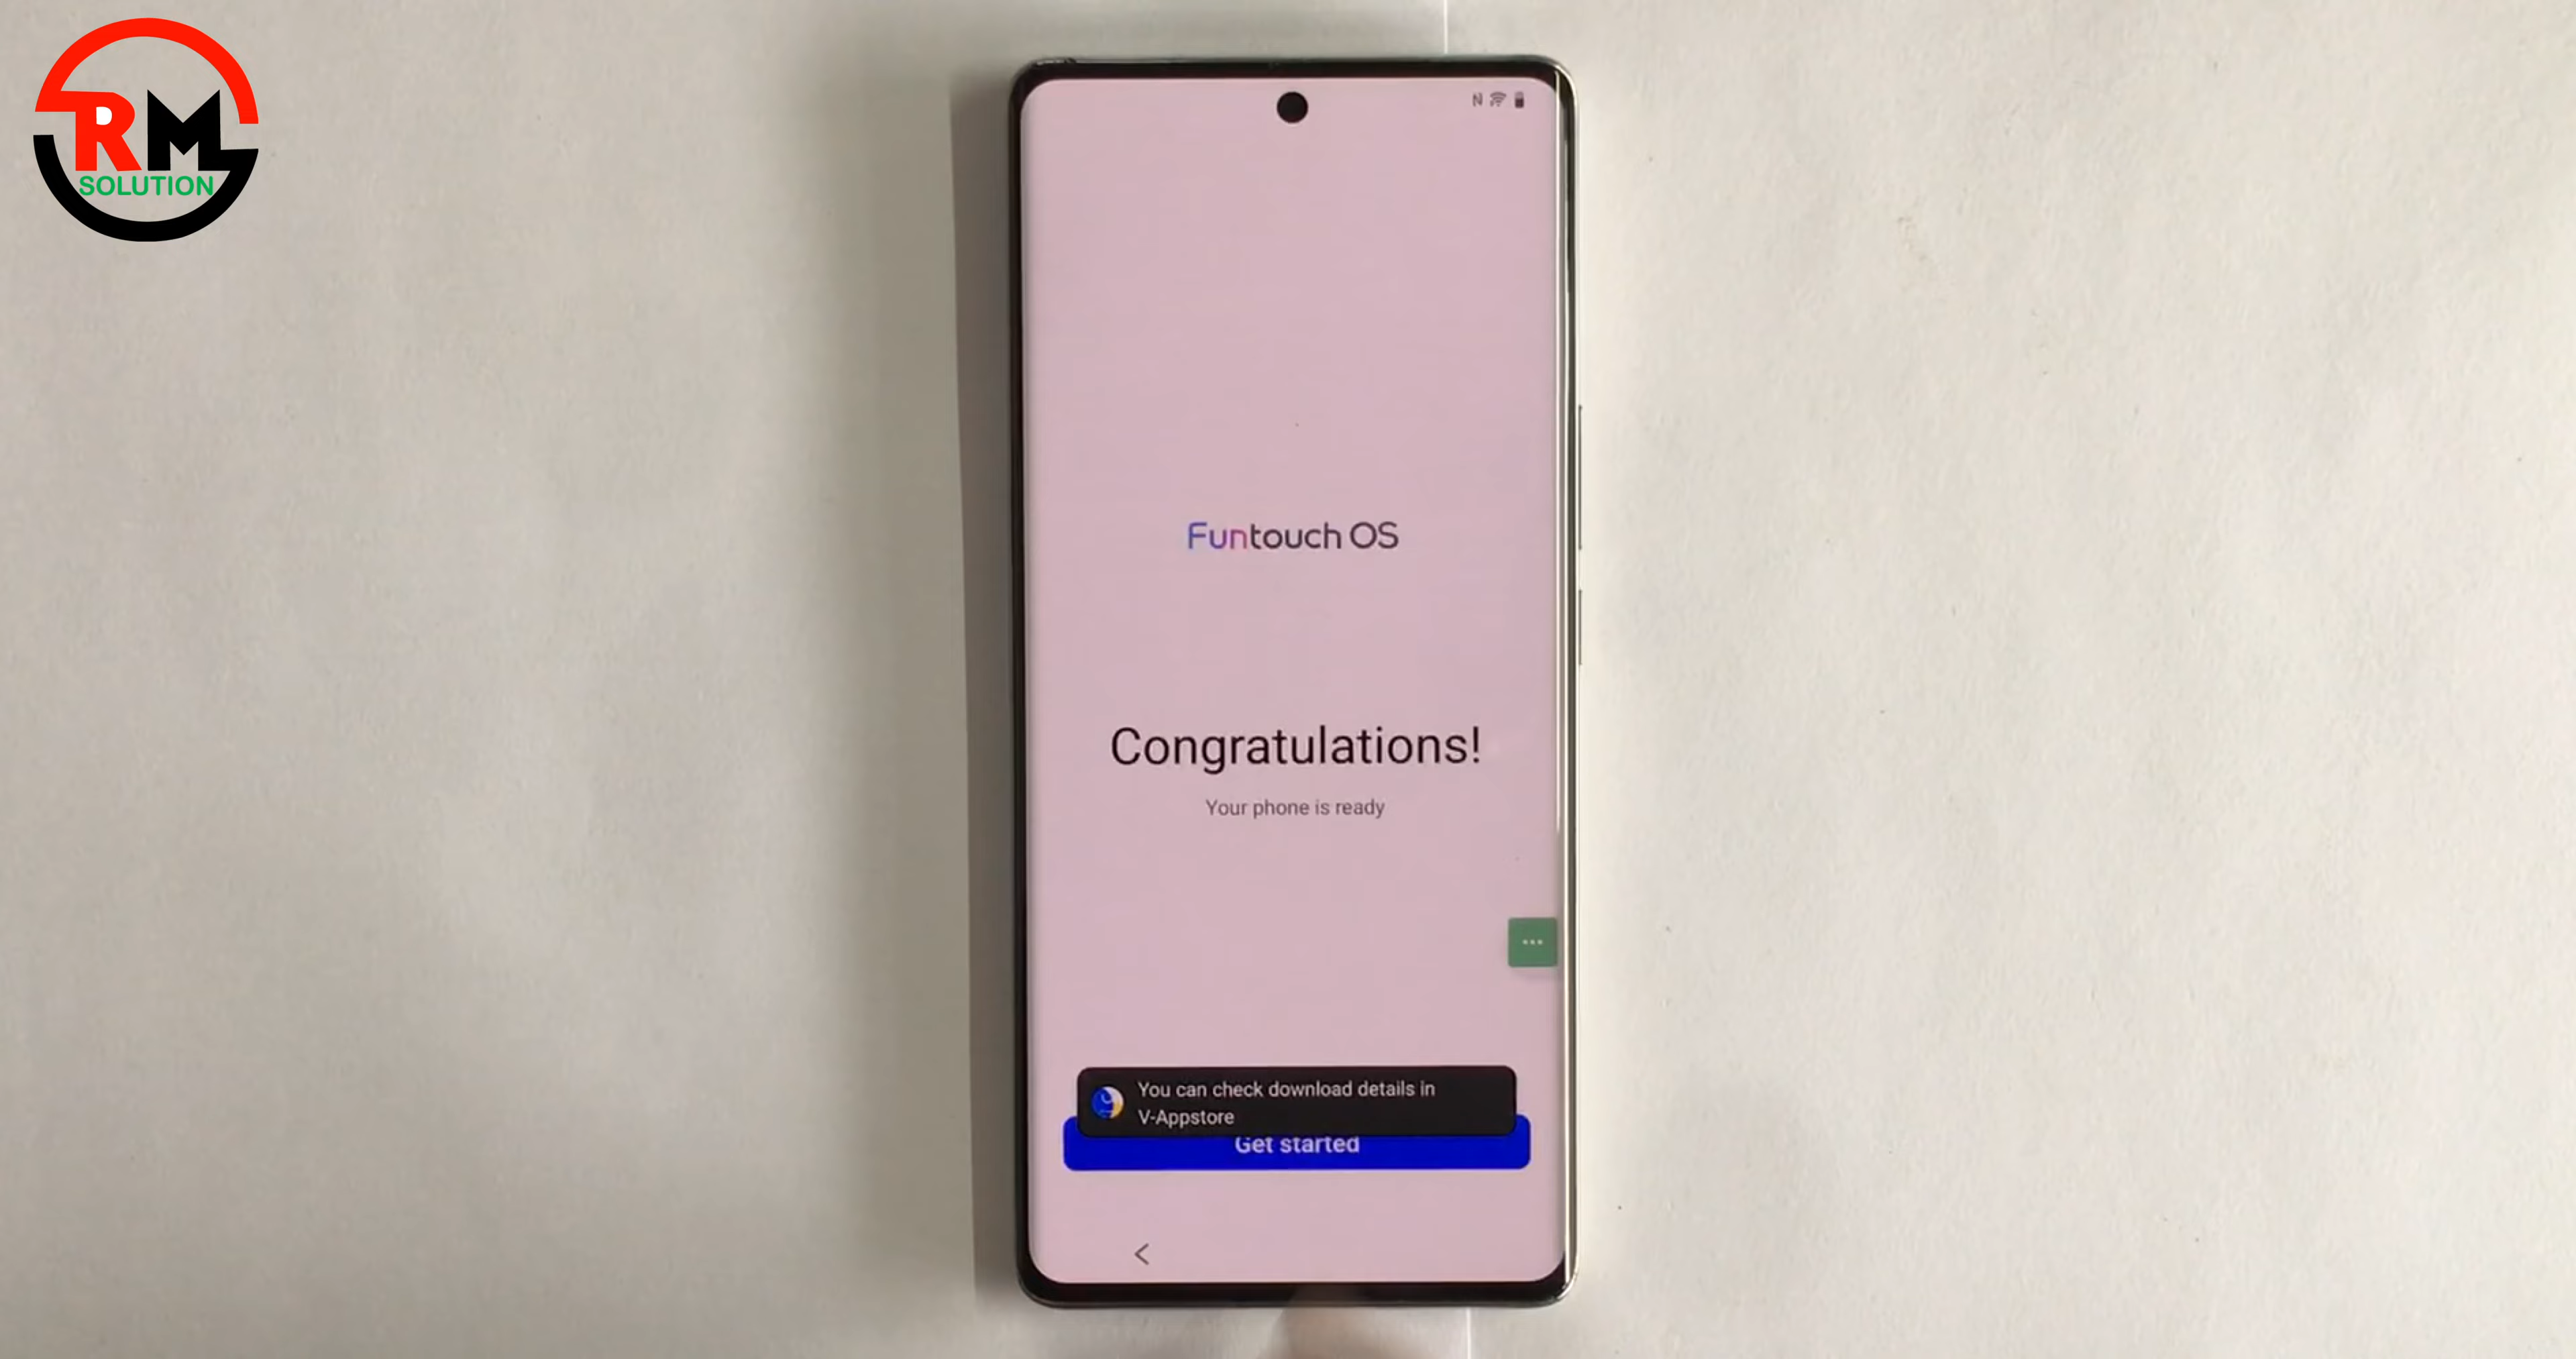 RM
SOLUTION
N
Funtouch OS
Congratulations!
Your phone is ready
You can check download details in
V-Appstore
Get started